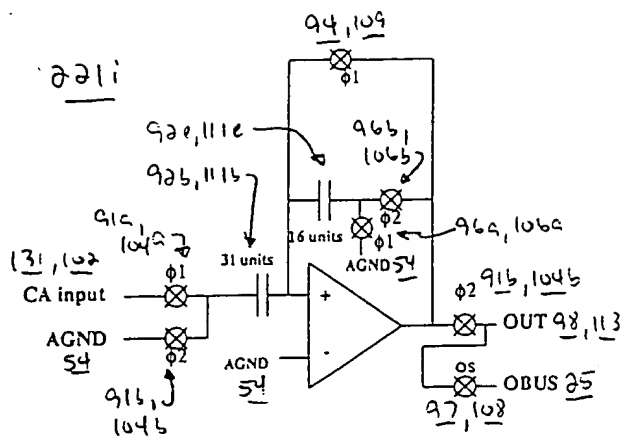 94, 109
φ1
221i
92e, 111e
92b, 111b
96b, 106b
φ2
16 units
φ1
96a, 106a
AGND 54
91a, 104a
31 units
131, 102
φ1
CA input
+
φ2
91b, 104b
OUT 98, 113
AGND
54
φ2
AGND
54
-
os
OBUS 25
91b, 104b
97, 108